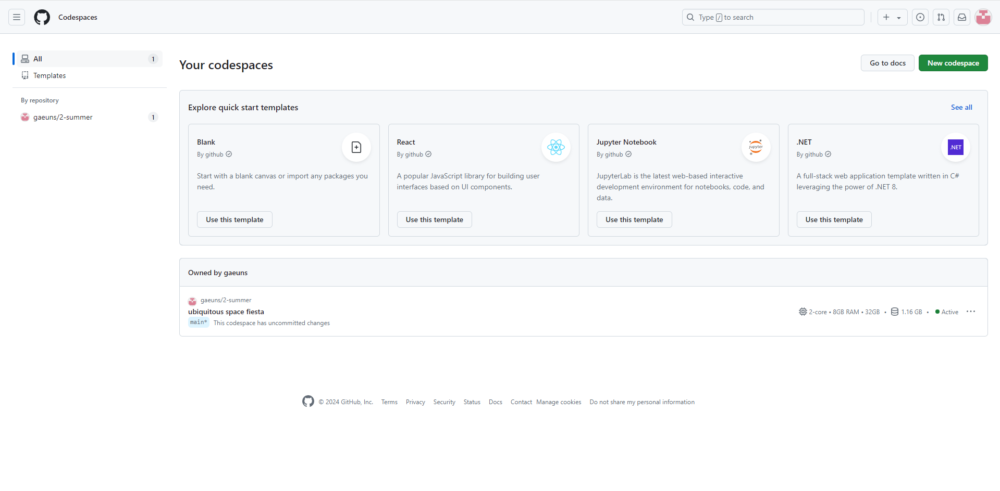 Codespaces
Type / to search
All
1
Templates
By repository
gaeuns/2-summer
1
Your codespaces
Go to docs
New codespace
Explore quick start templates
See all
Blank
By github
Start with a blank canvas or import any packages you
need.
Use this template
React
By github
A popular JavaScript library for building user
interfaces based on UI components.
Use this template
Jupyter Notebook
By github
jupyter
JupyterLab is the latest web-based interactive
development environment for notebooks, code, and
data.
Use this template
.NET
By github
.NET
A full-stack web application template written in C#
leveraging the power of .NET 8.
Use this template
Owned by gaeuns
gaeuns/2-summer
ubiquitous space fiesta
main* This codespace has uncommitted changes
2-core • 8GB RAM • 32GB • 1.16 GB • Active
© 2024 GitHub, Inc. Terms Privacy Security Status Docs Contact Manage cookies Do not share my personal information